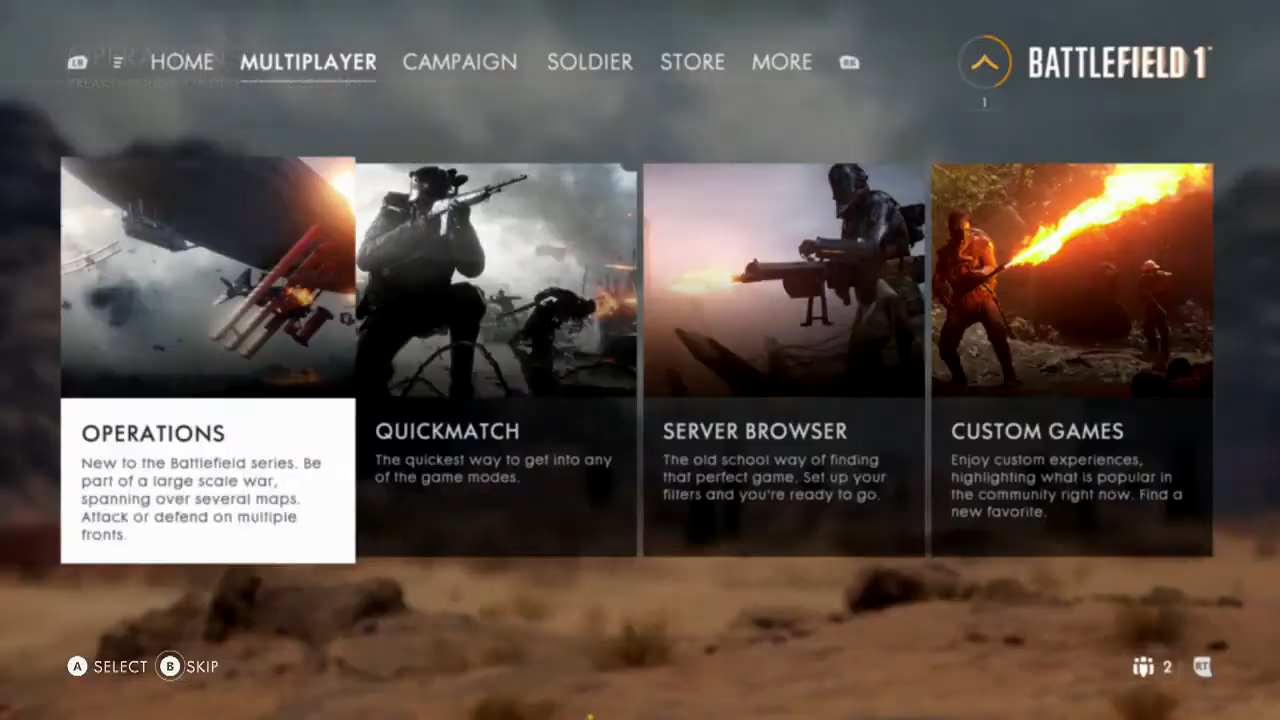 HOME MULTIPLAYER CAMPAIGN SOLDIER STORE MORE
BATTLEFIELD 1
1
OPERATIONS
New to the Battlefield series. Be
part of a large scale war,
spanning over several maps.
Attack or defend on multiple
fronts.
QUICKMATCH
The quickest way to get into any
of the game modes.
SERVER BROWSER
The old school way of finding
that perfect game. Set up your
filters and you're ready to go.
CUSTOM GAMES
Enjoy custom experiences,
highlighting what is popular in
the community right now. Find a
new favorite.
A SELECT B SKIP
2 RT